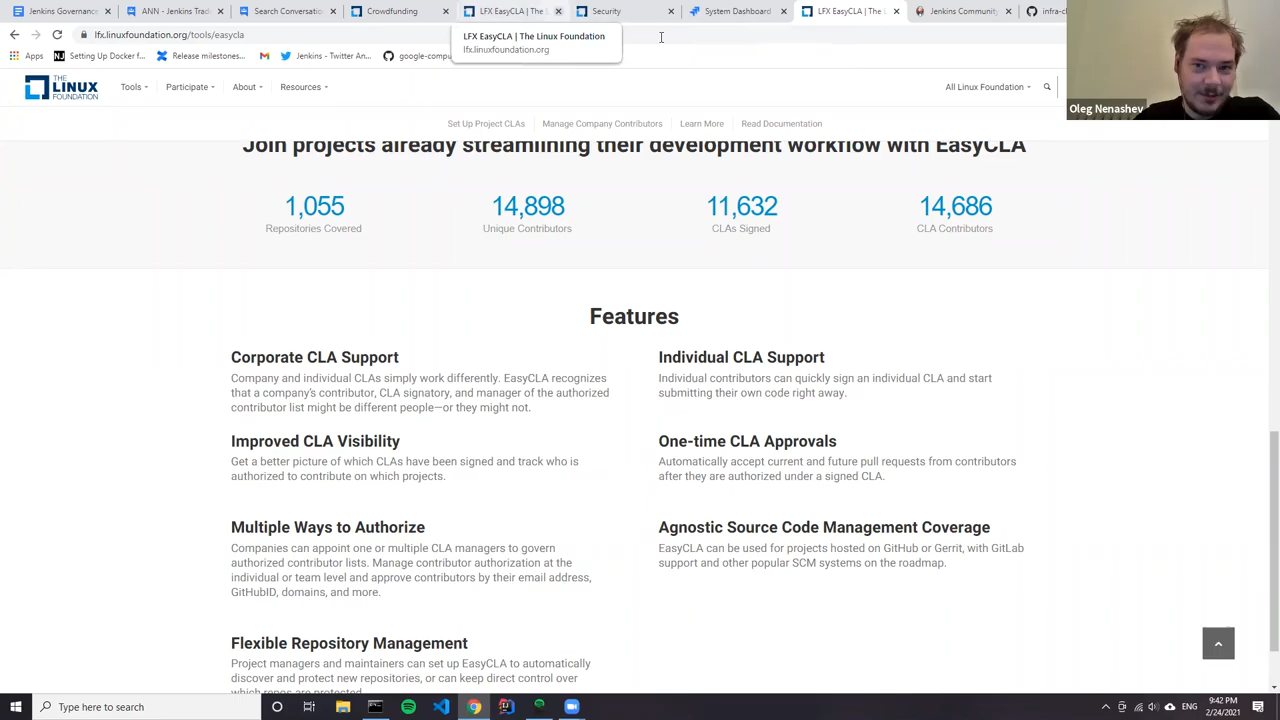 Jenkins Governance
ANN - Jenkins Trad
Search Conversatio
Crowdfunding
LFX EasyCLA | The L
Security
System Dashboard
LFX EasyCLA | The L
Jenkins Community
infra-c
lfx.linuxfoundation.org/tools/easycla
LFX EasyCLA | The Linux Foundation
lfx.linuxfoundation.org
Apps
Setting Up Docker f...
Release milestones...
Jenkins - Twitter An...
google-compu
Oleg Nenashev
THE
LINUX
FOUNDATION
Tools
Participate
About
Resources
All Linux Foundation
Set Up Project CLAs
Manage Company Contributors
Learn More
Read Documentation
Join projects already streamlining their development workflow with EasyCLA
1,055
14,898
11,632
14,686
Repositories Covered
Unique Contributors
CLAs Signed
CLA Contributors
Features
Corporate CLA Support
Company and individual CLAs simply work differently. EasyCLA recognizes
that a company's contributor, CLA signatory, and manager of the authorized
contributor list might be different people—or they might not.
Individual CLA Support
Individual contributors can quickly sign an individual CLA and start
submitting their own code right away.
Improved CLA Visibility
Get a better picture of which CLAs have been signed and track who is
authorized to contribute on which projects.
One-time CLA Approvals
Automatically accept current and future pull requests from contributors
after they are authorized under a signed CLA.
Multiple Ways to Authorize
Companies can appoint one or multiple CLA managers to govern
authorized contributor lists. Manage contributor authorization at the
individual or team level and approve contributors by their email address,
GitHubID, domains, and more.
Agnostic Source Code Management Coverage
EasyCLA can be used for projects hosted on GitHub or Gerrit, with GitLab
support and other popular SCM systems on the roadmap.
Flexible Repository Management
Project managers and maintainers can set up EasyCLA to automatically
discover and protect new repositories, or can keep direct control over
which repos are protected.
Type here to search
ENG
9:42 PM
2/24/2021